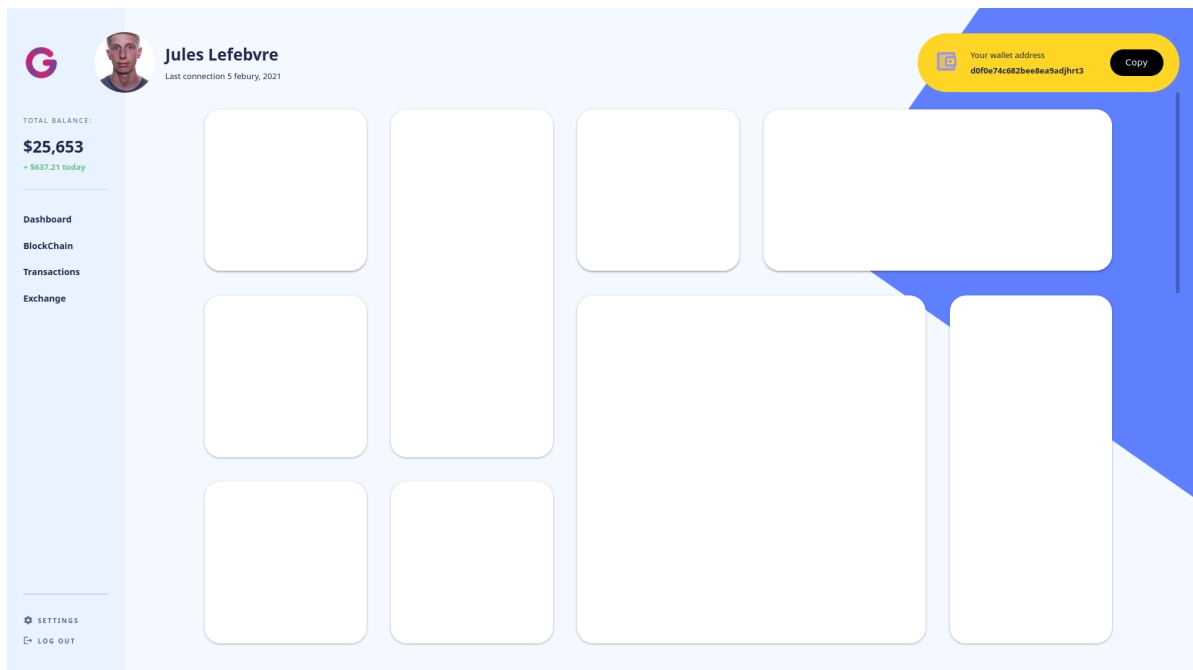 G
Jules Lefebvre
Last connection 5 febury, 2021
Your wallet address
d0f0e74c682bee8ea9adjhrt3
Copy
TOTAL BALANCE:
$25,653
+ $637.21 today
Dashboard
BlockChain
Transactions
Exchange
SETTINGS
LOG OUT